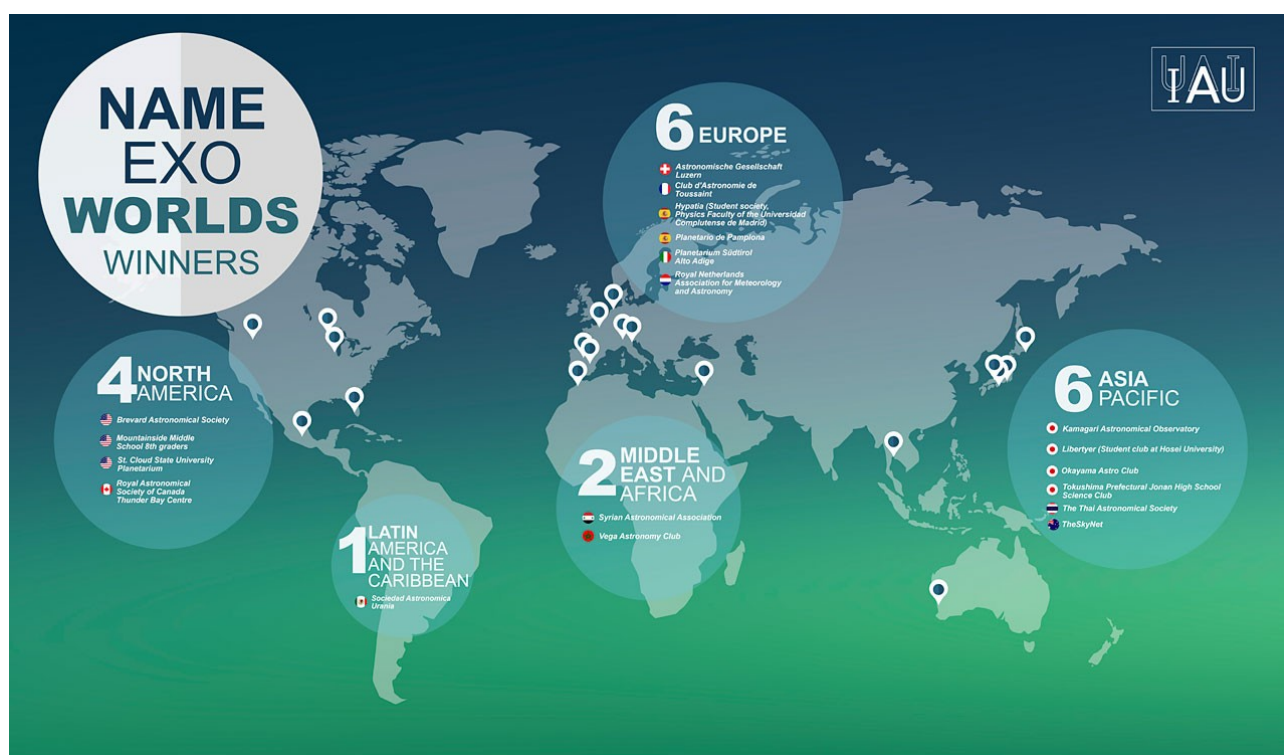 NAME
EXO
WORLDS
WINNERS
IAU
6 EUROPE
Astronomische Gesellschaft
Luzern
Club d'Astronomie de
Toussaint
Hypatia (Student society,
Physics Faculty of the Universidad
Complutense de Madrid)
Planetario de Pamplona
Planetarium Südtirol
Alto Adige
Royal Netherlands
Association for Meteorology
and Astronomy
4 NORTH
AMERICA
Brevard Astronomical Society
Mountainside Middle
School 8th graders
St. Cloud State University
Planetarium
Royal Astronomical
Society of Canada
Thunder Bay Centre
1 LATIN
AMERICA
AND THE
CARIBBEAN
Sociedad Astronomica
Urania
2 MIDDLE
EAST AND
AFRICA
Syrian Astronomical Association
Vega Astronomy Club
6 ASIA
PACIFIC
Kamagari Astronomical Observatory
Libertyer (Student club at Hosei University)
Okayama Astro Club
Tokushima Prefectural Jonan High School
Science Club
The Thai Astronomical Society
TheSkyNet